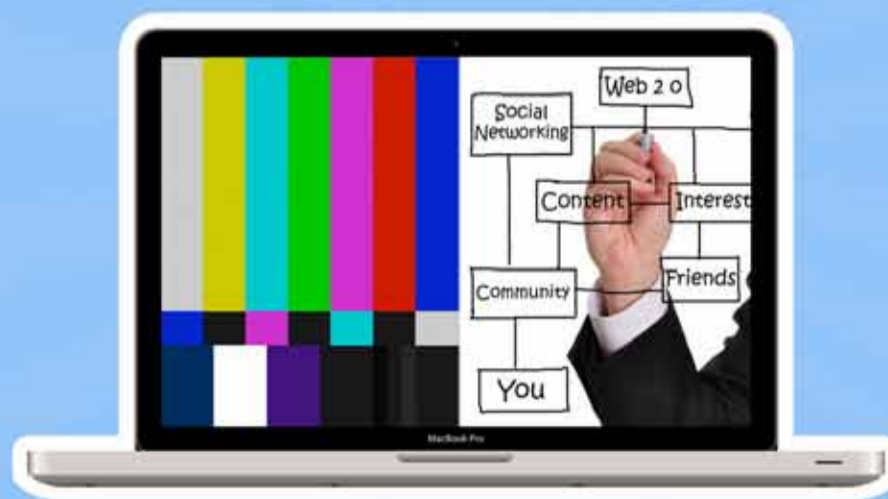 Web 2 0
Social
Networking
Content
Interest
Community
Friends
You
MacBook Pro